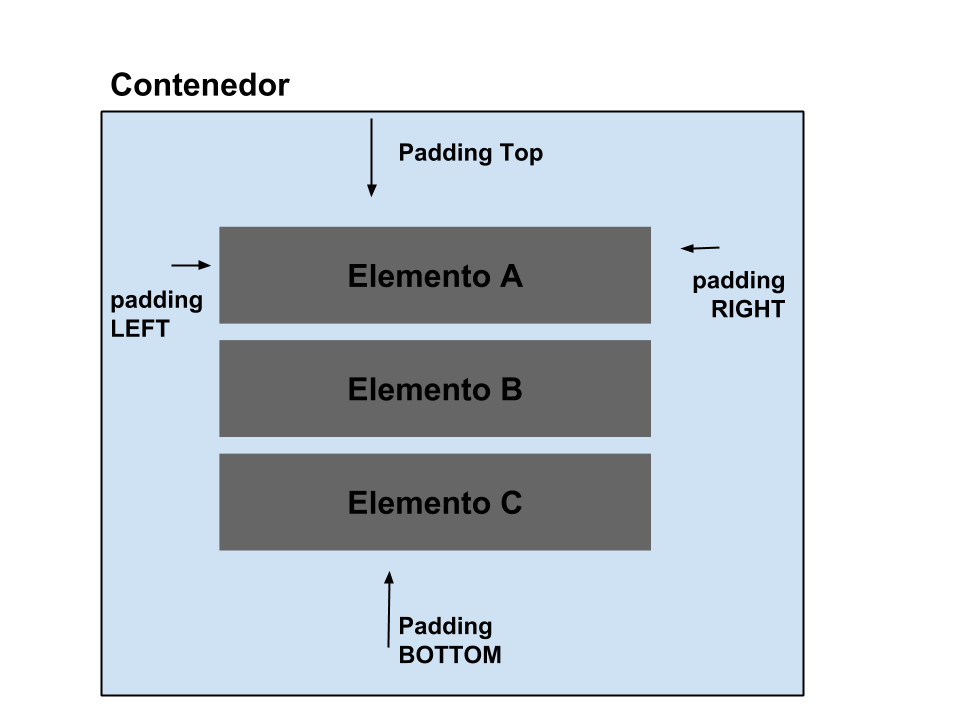 Contenedor
Padding Top
Elemento A
padding
RIGHT
padding
LEFT
Elemento B
Elemento C
Padding
BOTTOM